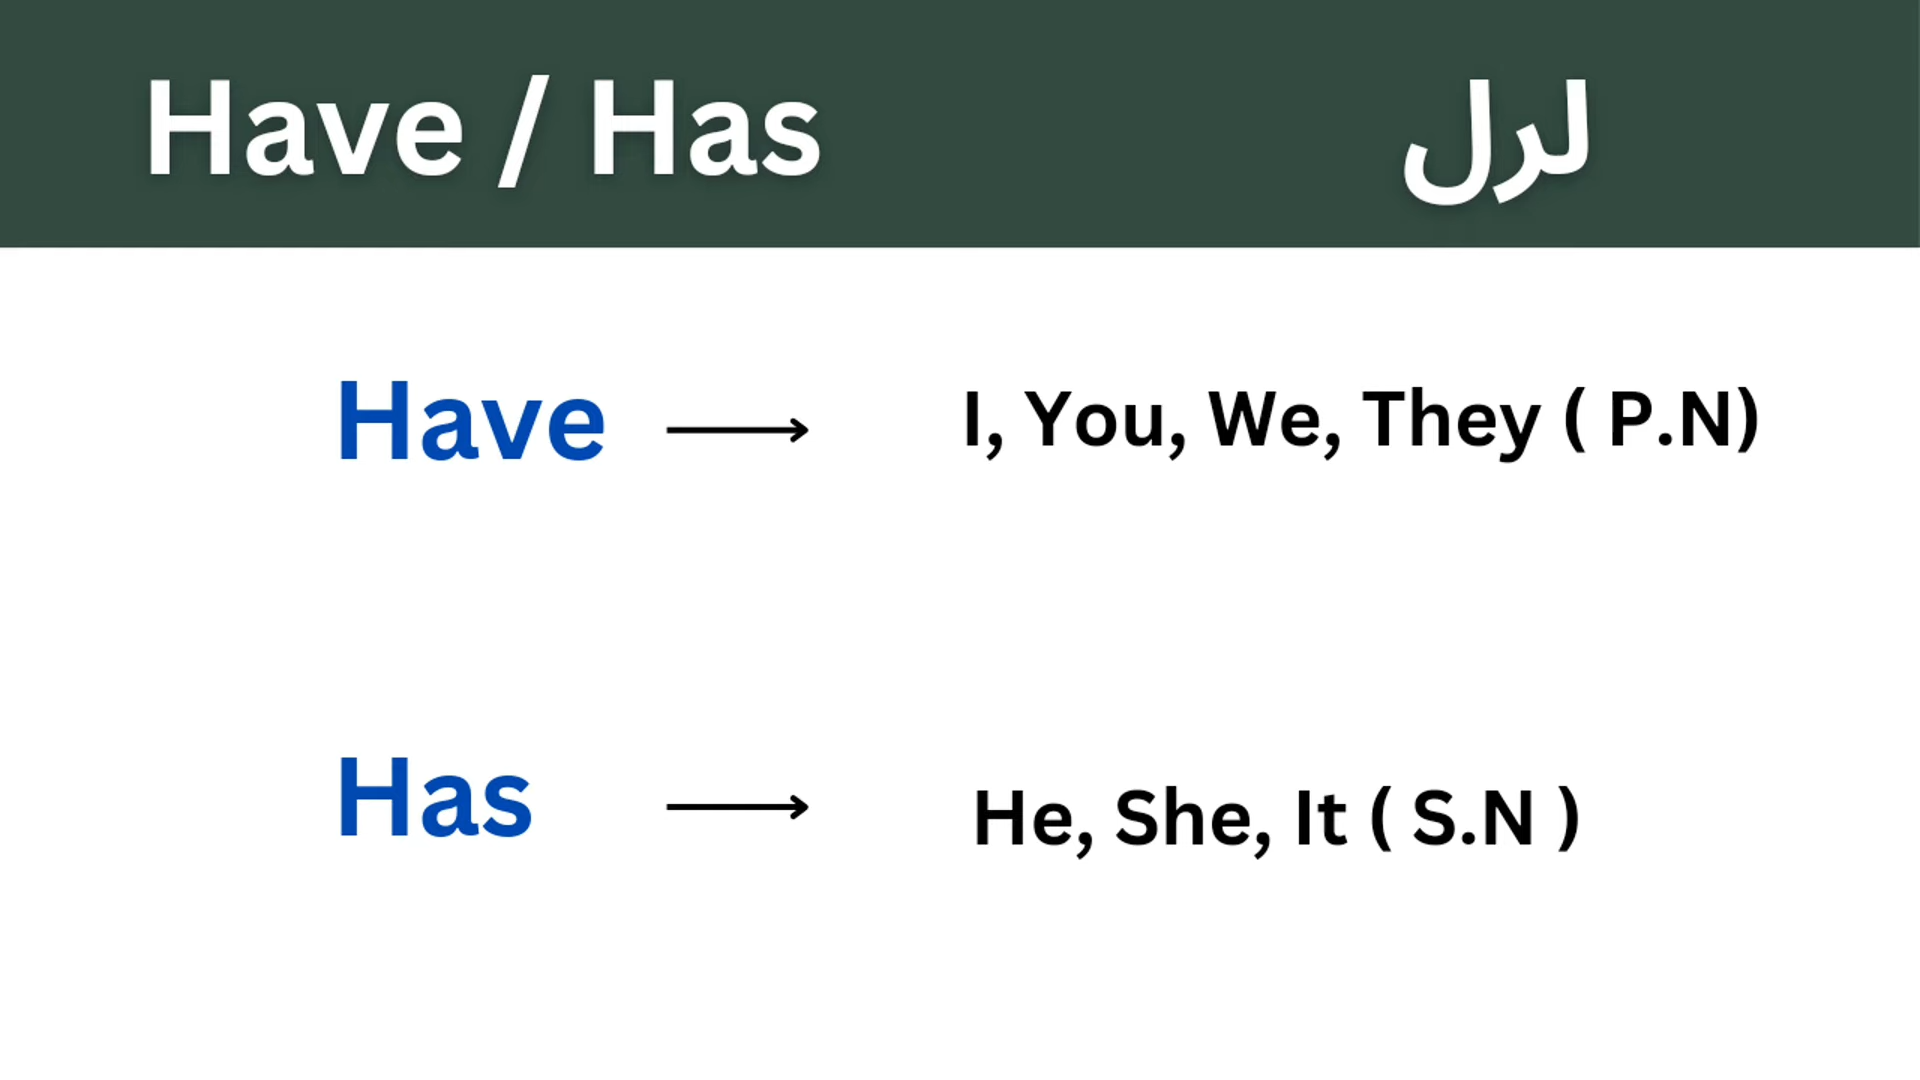 Have / Has لرل
Have → I, You, We, They ( P.N)
Has → He, She, It ( S.N )